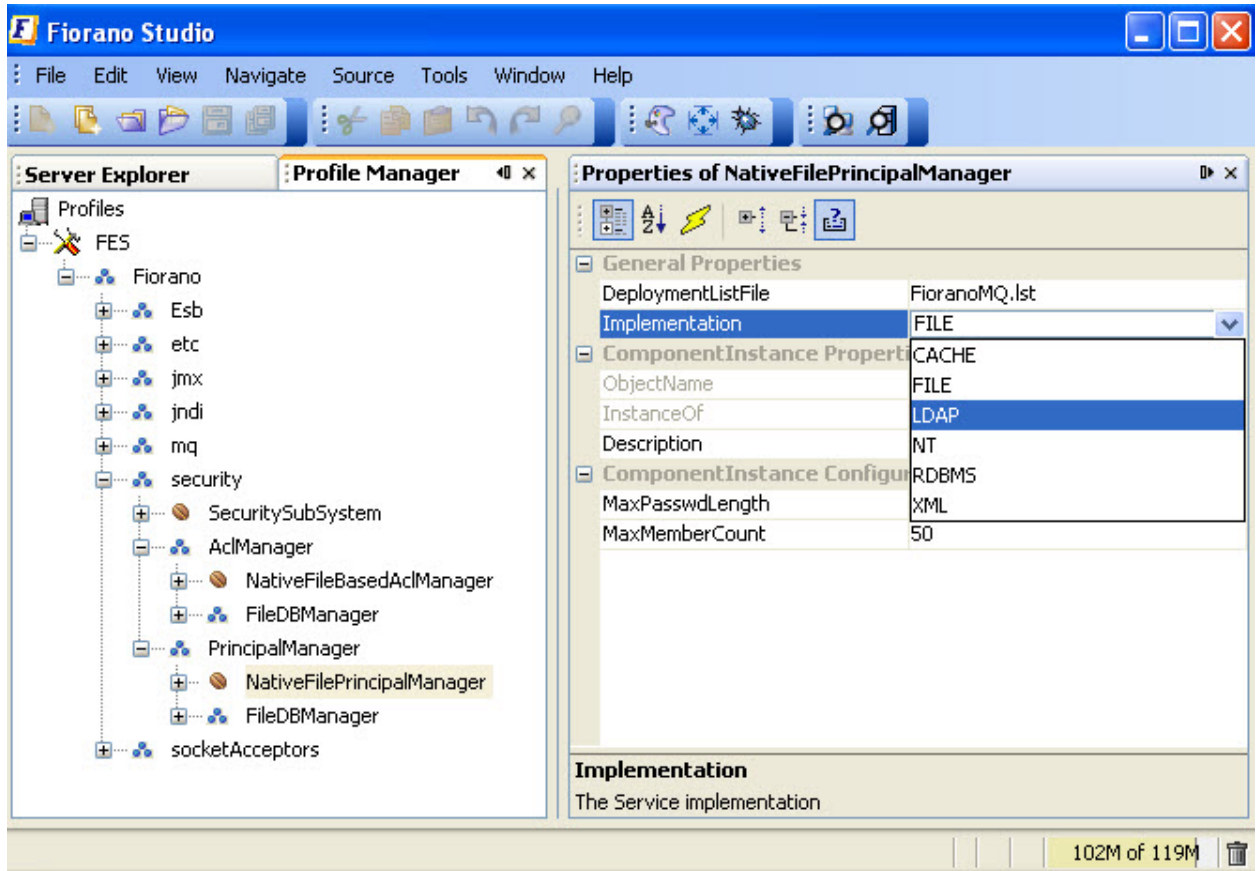 Fiorano Studio
File Edit View Navigate Source Tools Window Help
Server Explorer
Profile Manager
Profiles
FES
Fiorano
Esb
etc
jmx
jndi
mq
security
SecuritySubSystem
AclManager
NativeFileBasedAclManager
FileDBManager
PrincipalManager
NativeFilePrincipalManager
FileDBManager
socketAcceptors
Properties of NativeFilePrincipalManager
General Properties
DeploymentListFile FioranoMQ.lst
Implementation FILE
ComponentInstance Properti
ObjectName
InstanceOf
Description
ComponentInstance Configur
MaxPasswdLength
MaxMemberCount 50
CACHE
FILE
LDAP
NT
RDBMS
XML
Implementation
The Service implementation
102M of 119M